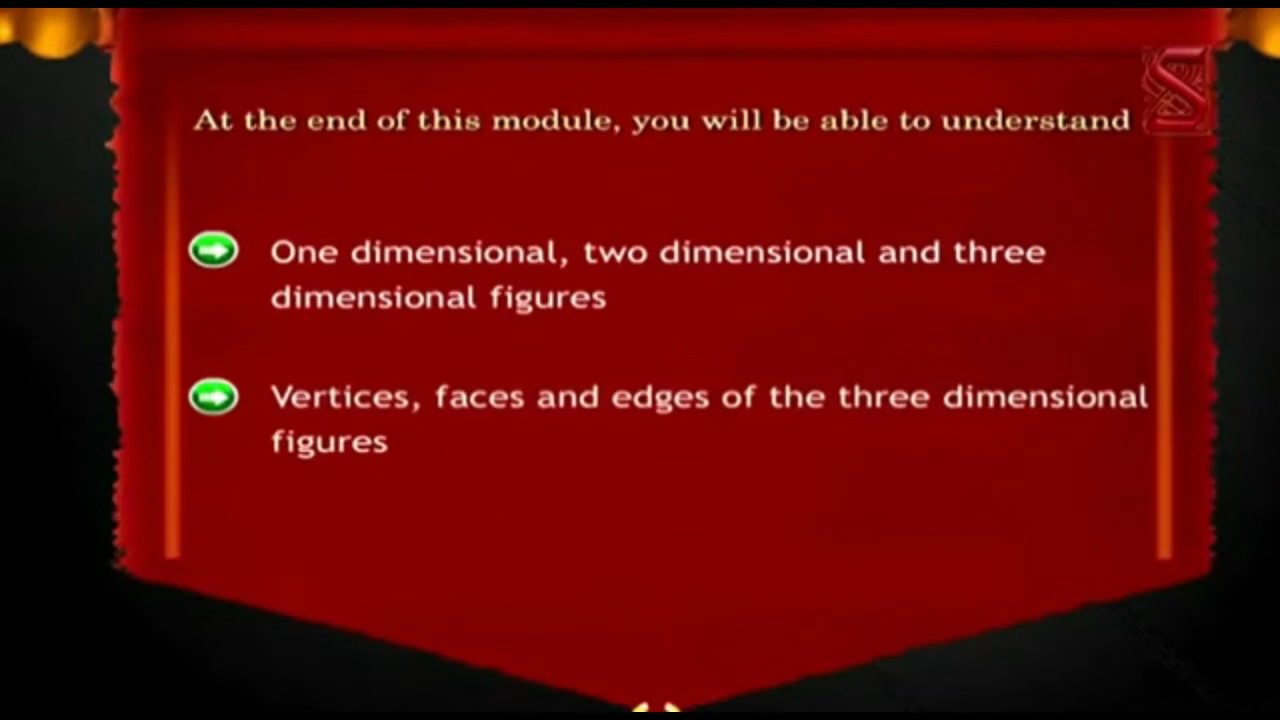 At the end of this module, you will be able to understand
One dimensional, two dimensional and three
dimensional figures
Vertices, faces and edges of the three dimensional
figures